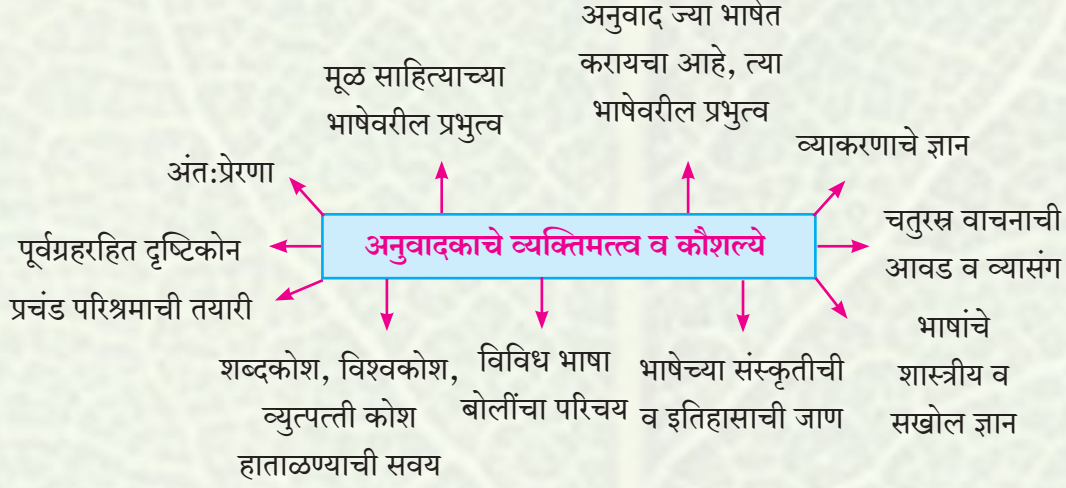 अनुवाद ज्या भाषेत
करायचा आहे, त्या
भाषेवरील प्रभुत्व
मूळ साहित्याच्या
भाषेवरील प्रभुत्व
व्याकरणाचे ज्ञान
अंत:प्रेरणा
चतुरस्र वाचनाची
आवड व व्यासंग
अनुवादकाचे व्यक्तिमत्त्व व कौशल्ये
पूर्वग्रहरहित दृष्टिकोन
प्रचंड परिश्रमाची तयारी
भाषांचे
शास्त्रीय व
सखोल ज्ञान
शब्दकोश, विश्वकोश,
व्युत्पत्ती कोश
हाताळण्याची सवय
विविध भाषा
बोलींचा परिचय
भाषेच्या संस्कृतीची
व इतिहासाची जाण